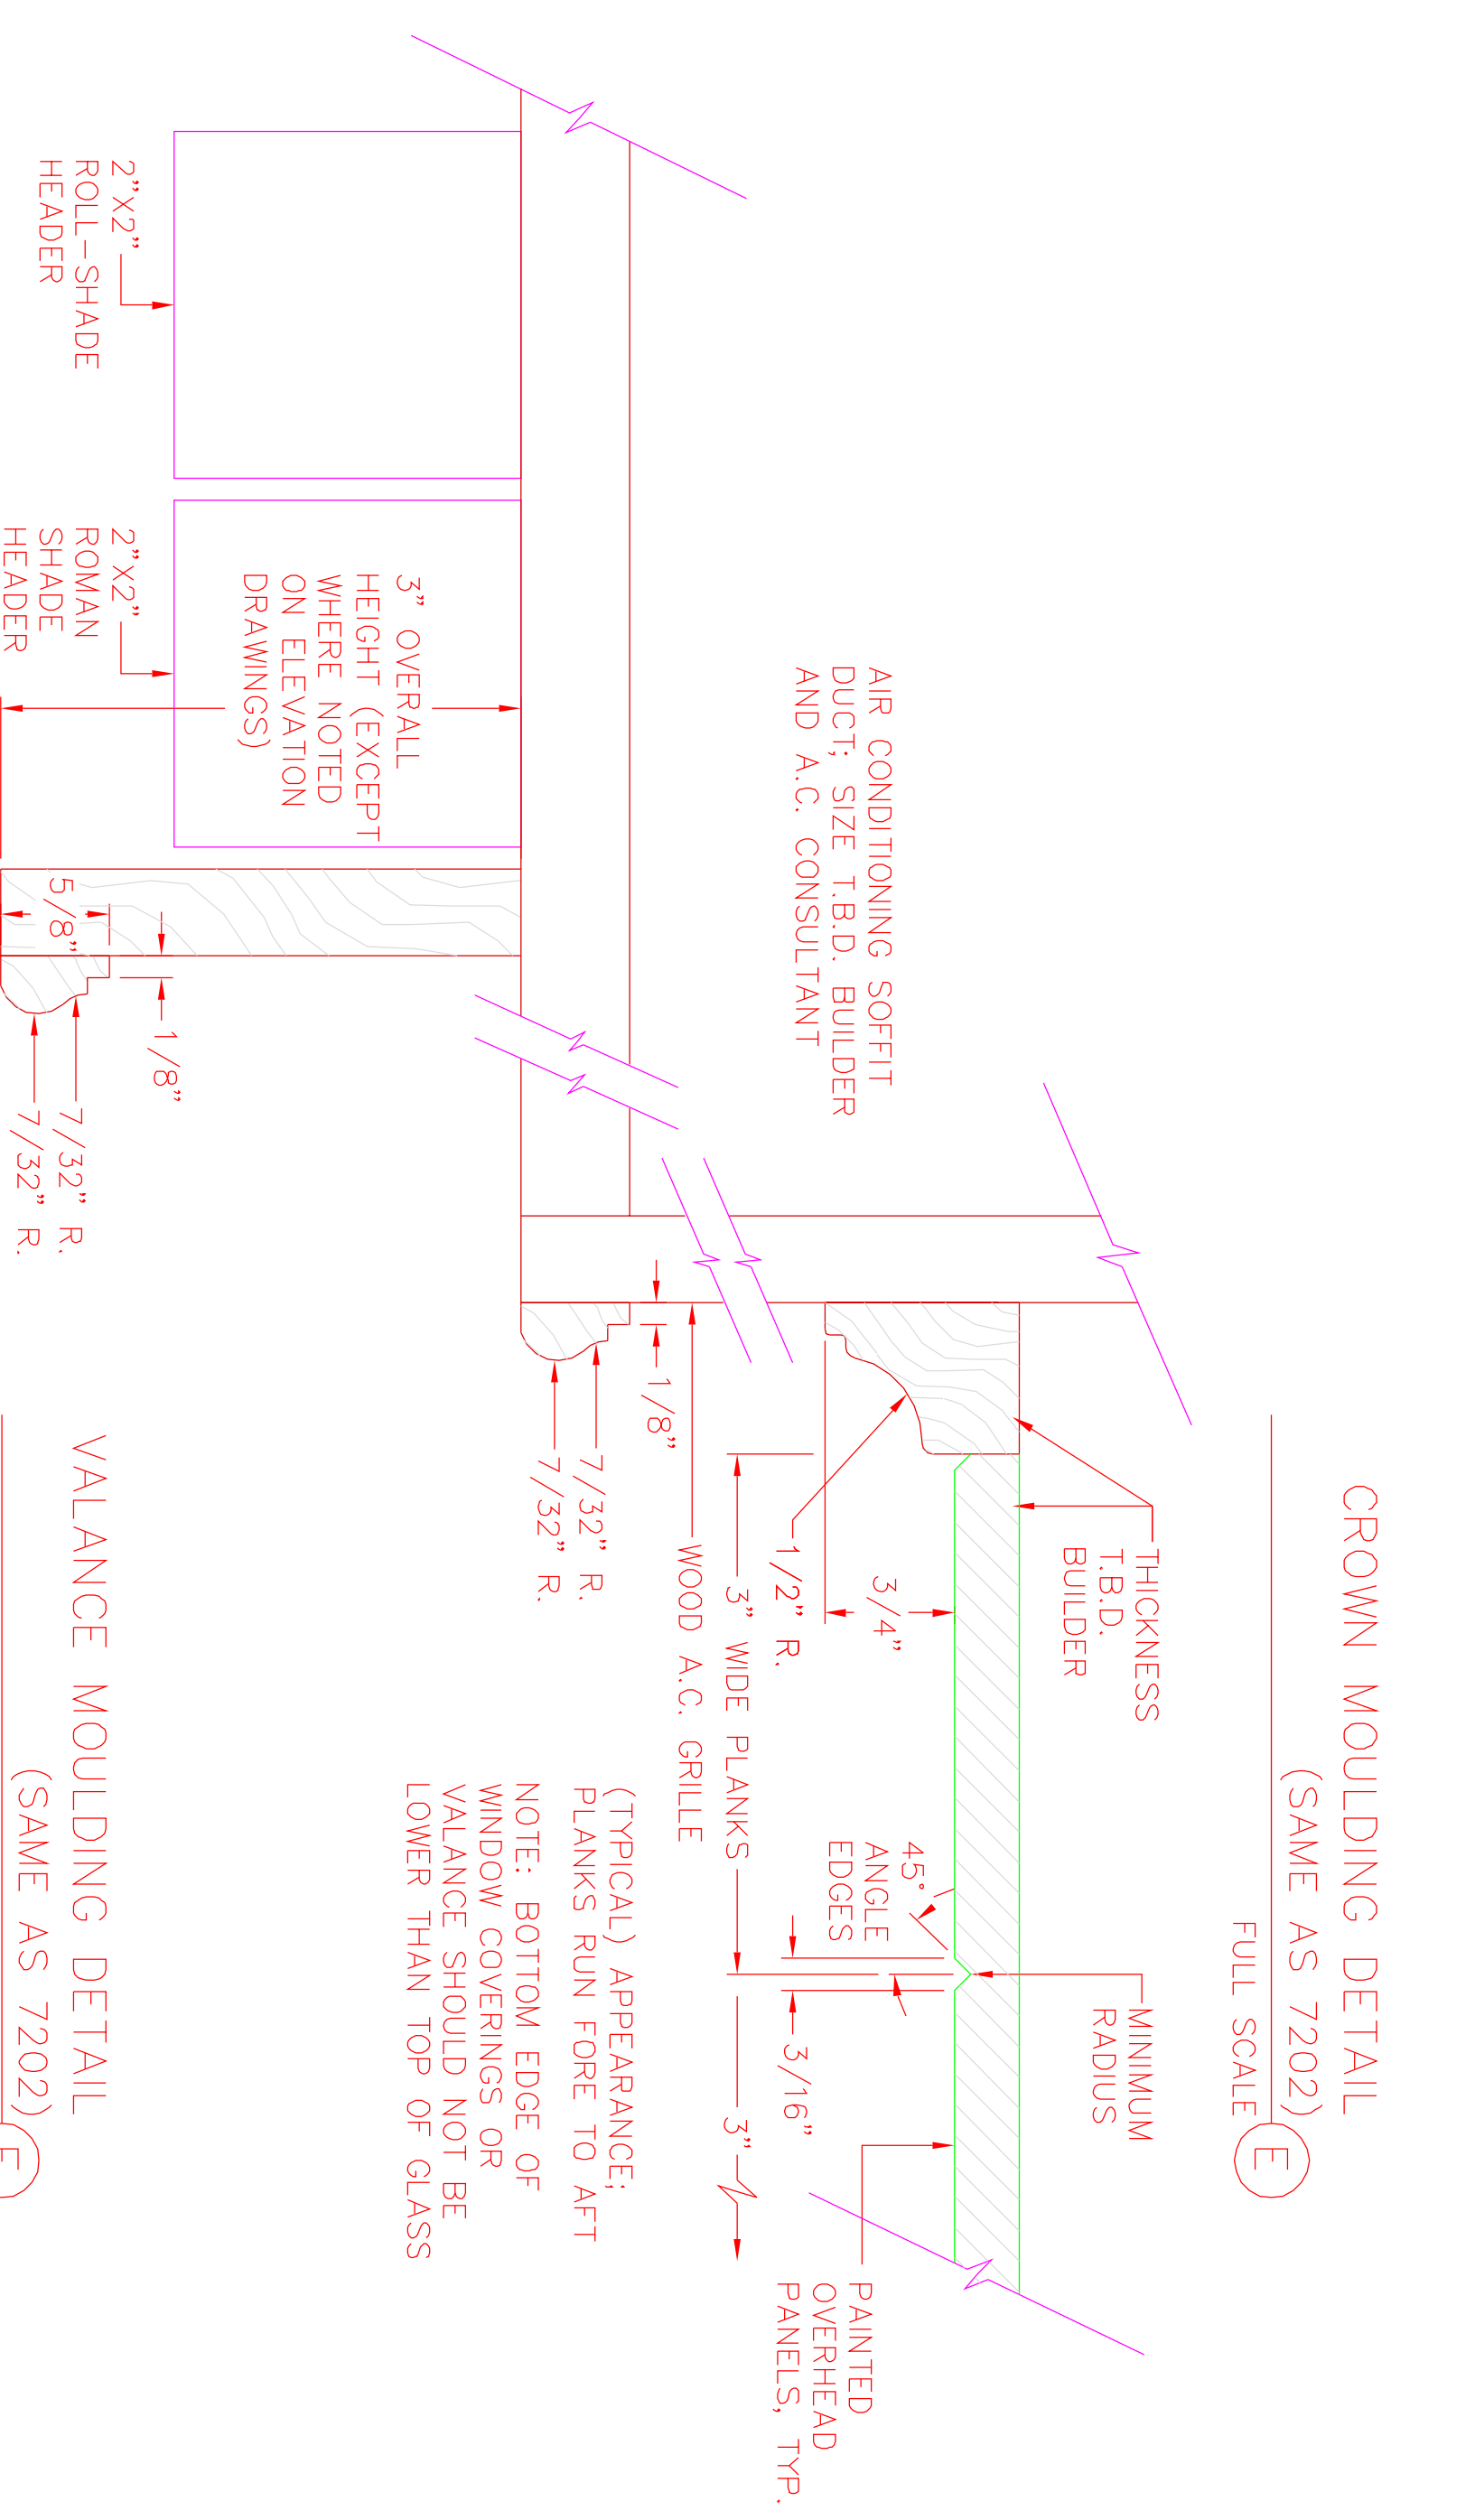 CROWN MOULDING DETAIL
(SAME AS 7202)
FULL SCALE
E
THICKNESS
T.B.D.
BUILDER
MINIMUM
RADIUS
AIR CONDITIONING SOFFIT
DUCT; SIZE T.B.D. BUILDER
AND A.C. CONSULTANT
3/4"
1/2" R.
45°
ANGLE
EDGES
3/16"
PAINTED
OVERHEAD
PANELS, TYP.
3" WIDE PLANKS
3"
WOOD A.C. GRILLE
1/8"
7/32" R.
7/32" R.
(TYPICAL) APPEARANCE;
PLANKS RUN FORE TO AFT
NOTE: BOTTOM EDGE OF
WINDOW COVERINGS OR
VALANCE SHOULD NOT BE
LOWER THAN TOP OF GLASS
3" OVERALL
HEIGHT (EXCEPT
WHERE NOTED
ON ELEVATION
DRAWINGS)
2"X2"
ROLL-SHADE
HEADER
2"X2"
ROMAN
SHADE
HEADER
5/8"
1/8"
7/32" R.
7/32" R.
VALANCE MOULDING DETAIL
(SAME AS 7202)
E